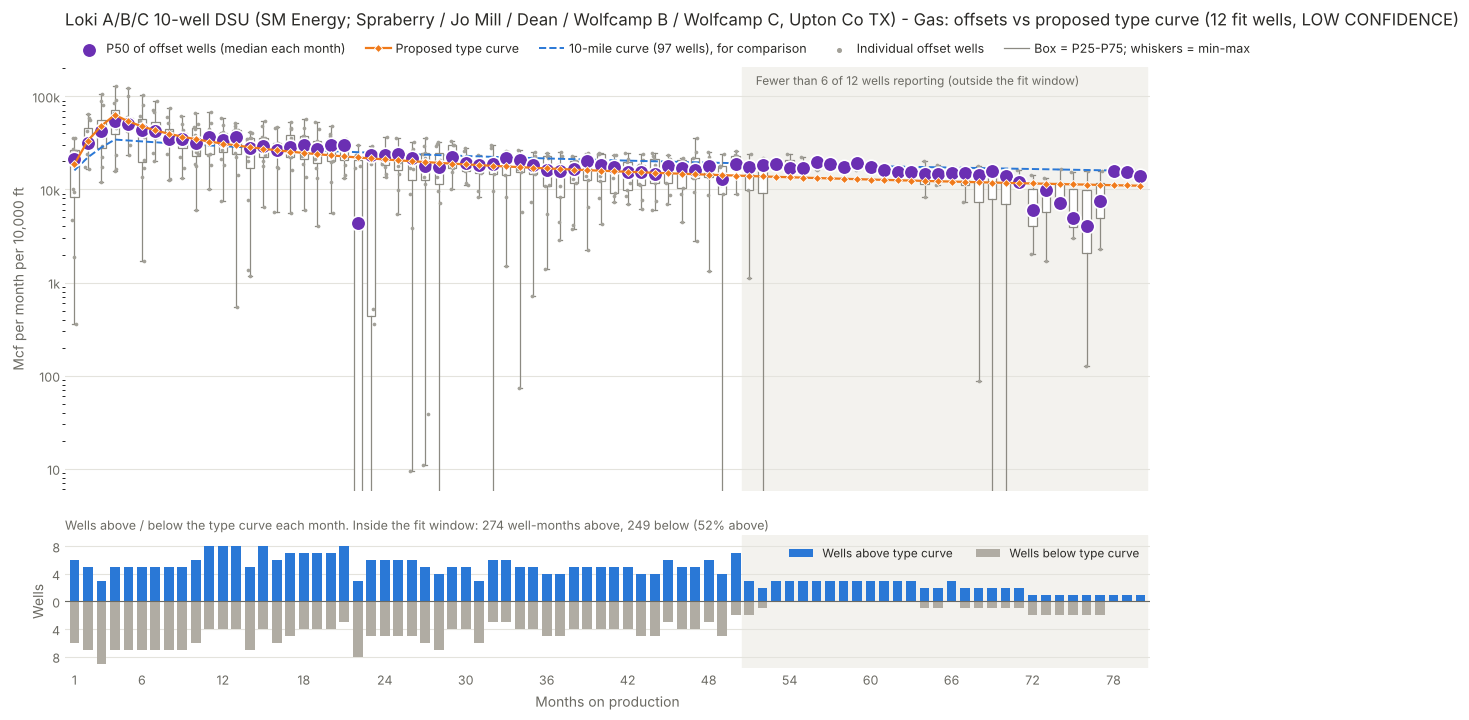 Loki A/B/C 10-well DSU (SM Energy; Spraberry / Jo Mill / Dean / Wolfcamp B / Wolfcamp C, Upton Co TX) - Gas: offsets vs proposed type curve (12 fit wells, LOW CONFIDENCE)
P50 of offset wells (median each month) Proposed type curve 10-mile curve (97 wells), for comparison Individual offset wells Box = P25-P75; whiskers = min-max
Fewer than 6 of 12 wells reporting (outside the fit window)
100k
10k
1k
100
10
Mcf per month per 10,000 ft
Wells above / below the type curve each month. Inside the fit window: 274 well-months above, 249 below (52% above)
Wells above type curve Wells below type curve
8
4
0
4
8
Wells
1 6 12 18 24 30 36 42 48 54 60 66 72 78
Months on production